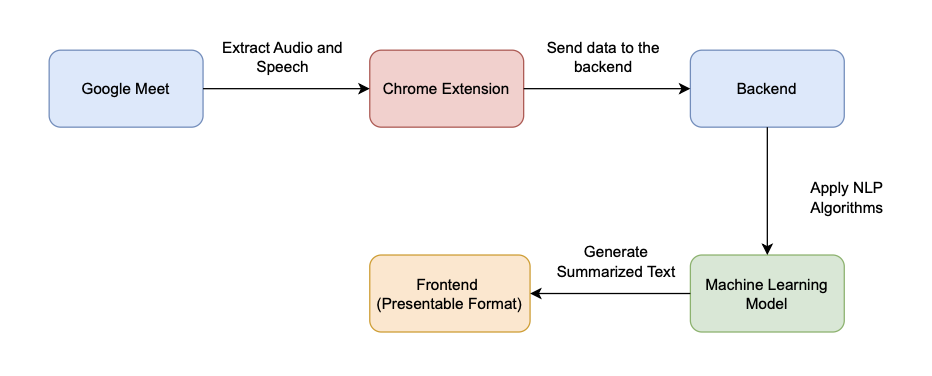 Google Meet
Extract Audio and
Speech
Chrome Extension
Send data to the
backend
Backend
Apply NLP
Algorithms
Machine Learning
Model
Generate
Summarized Text
Frontend
(Presentable Format)